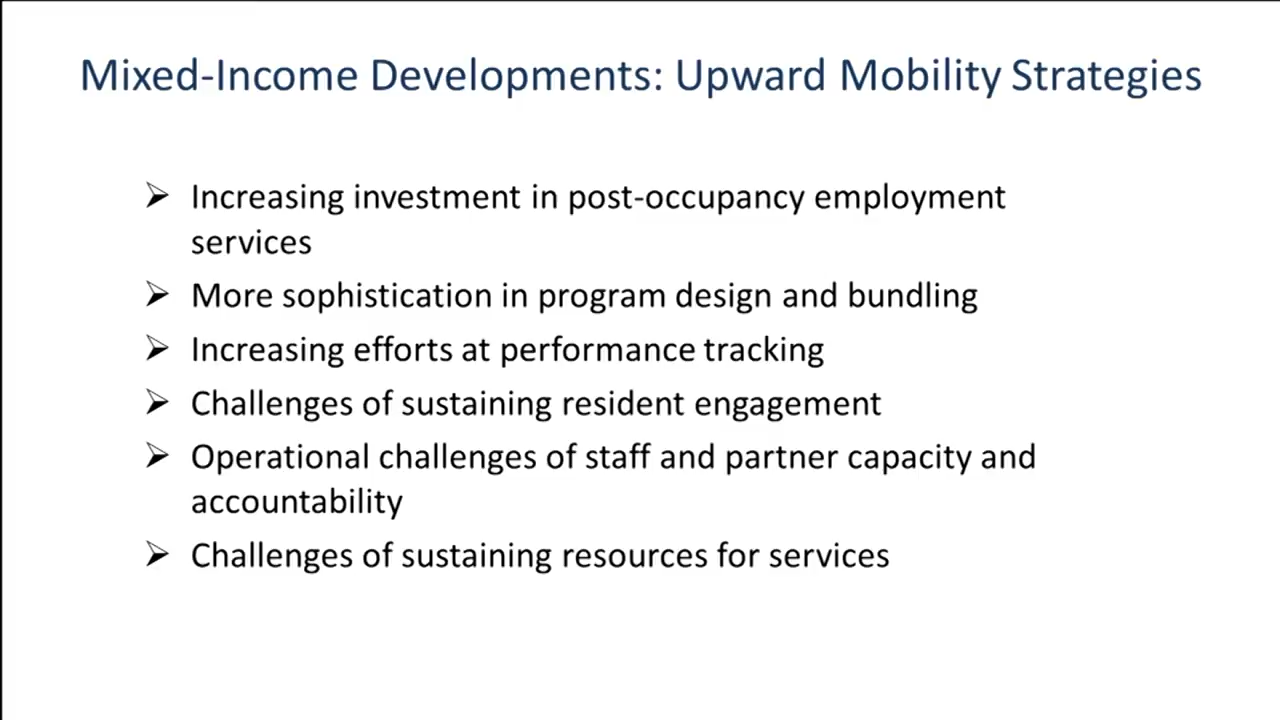 Mixed-Income Developments: Upward Mobility Strategies
➢ Increasing investment in post-occupancy employment
services
➢ More sophistication in program design and bundling
➢ Increasing efforts at performance tracking
➢ Challenges of sustaining resident engagement
➢ Operational challenges of staff and partner capacity and
accountability
➢ Challenges of sustaining resources for services